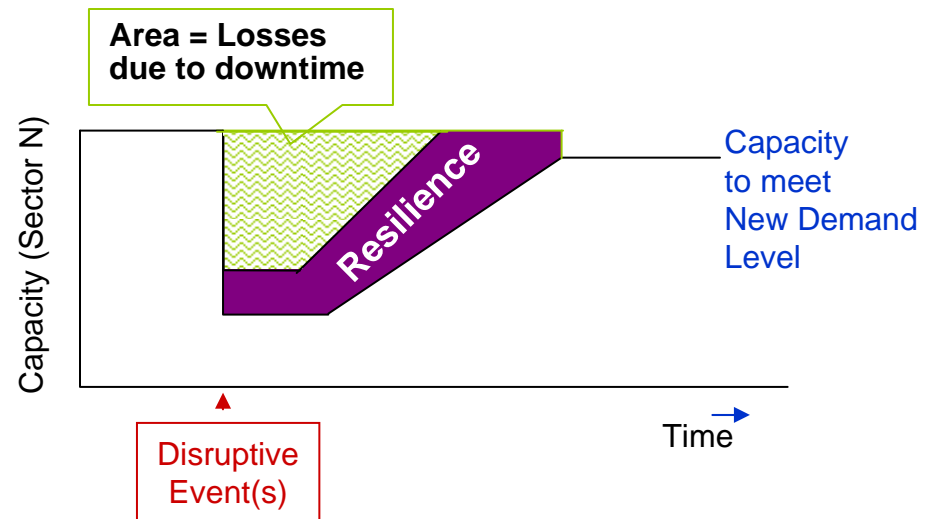 Area = Losses
due to downtime
Capacity (Sector N)
Resilience
Capacity
to meet
New Demand
Level
Time
Disruptive
Event(s)